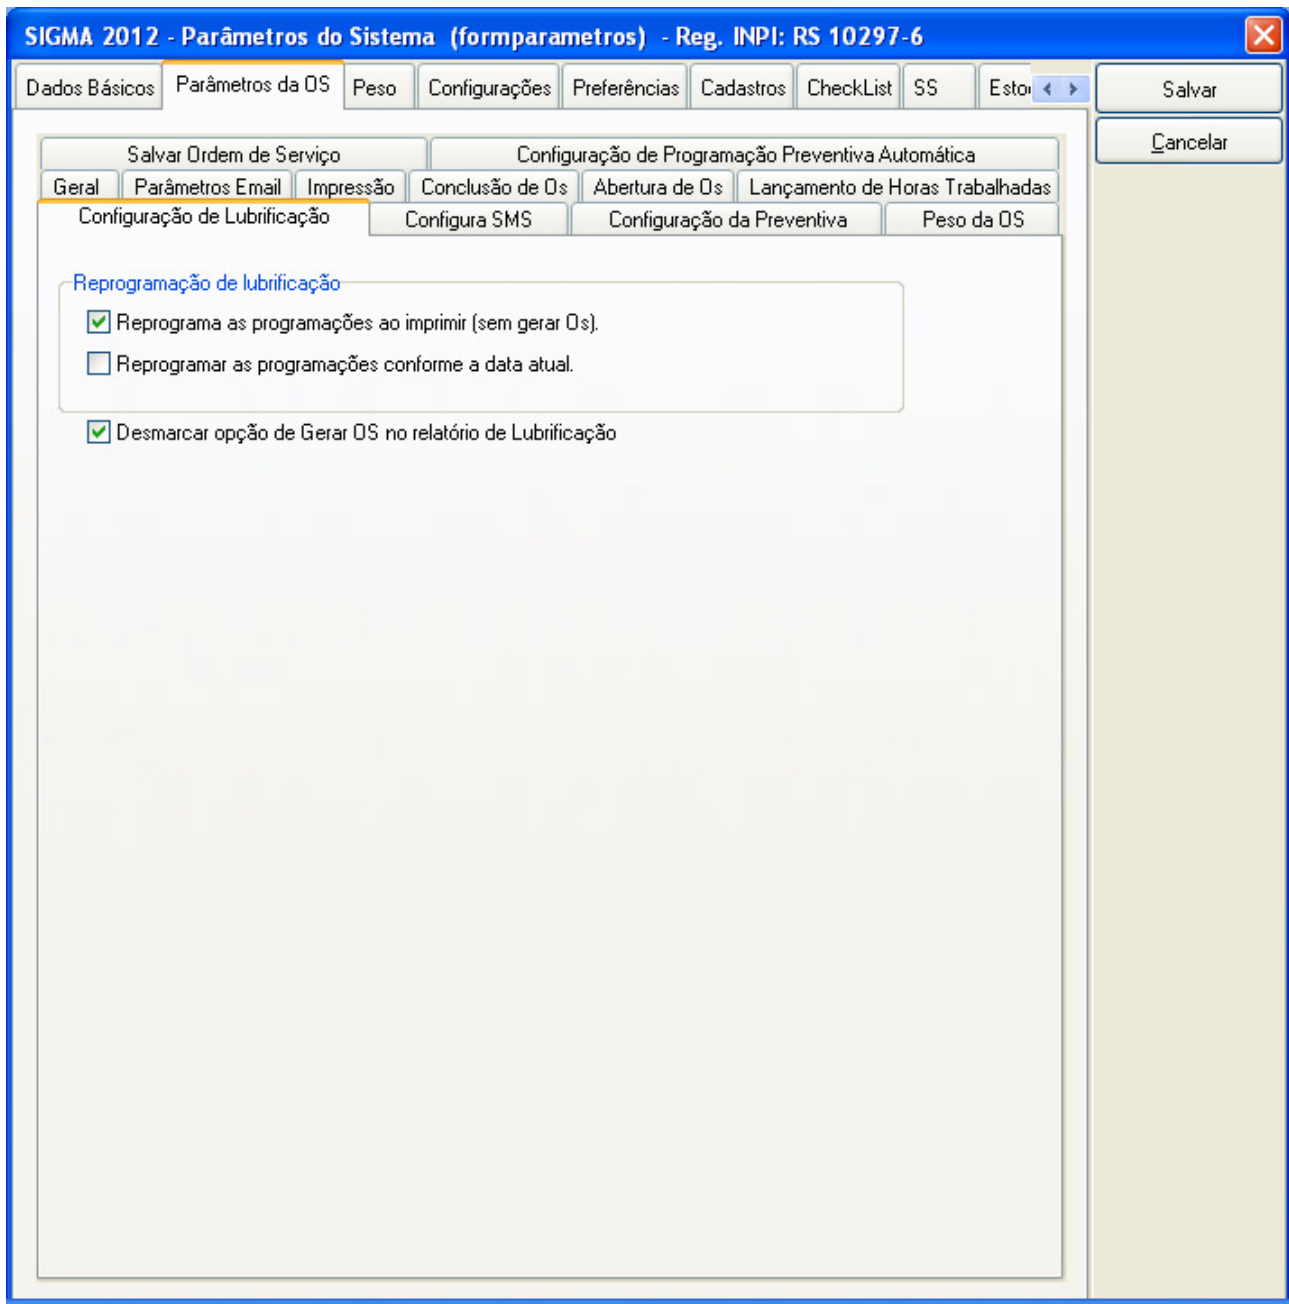 SIGMA 2012 - Parâmetros do Sistema (formparametros) - Reg. INPI: RS 10297-6
Dados Básicos Parâmetros da OS Peso Configurações Preferências Cadastros CheckList SS
Salvar
Cancelar
Salvar Ordem de Serviço Configuração de Programação Preventiva Automática
Geral Parâmetros Email Impressão Conclusão de Os Abertura de Os Lançamento de Horas Trabalhadas
Configuração de Lubrificação Configura SMS Configuração da Preventiva Peso da OS
Reprogramação de lubrificação
Reprograma as programações ao imprimir (sem gerar Os).
Reprogramar as programações conforme a data atual.
Desmarcar opção de Gerar OS no relatório de Lubrificação